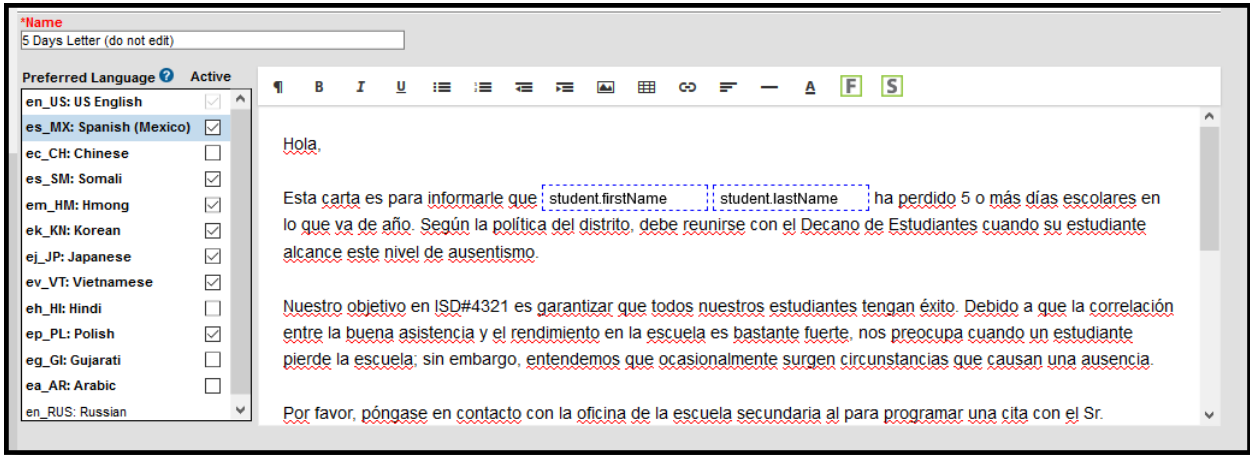 *Name
5 Days Letter (do not edit)
Preferred Language ? Active
en_US: US English
es_MX: Spanish (Mexico)
ec_CH: Chinese
es_SM: Somali
em_HM: Hmong
ek_KN: Korean
ej_JP: Japanese
ev_VT: Vietnamese
eh_HI: Hindi
ep_PL: Polish
eg_GI: Gujarati
ea_AR: Arabic
en_RUS: Russian
¶ B I U A F S
Hola,
Esta carta es para informarle que student.firstName student.lastName ha perdido 5 o más días escolares en
lo que va de año. Según la política del distrito, debe reunirse con el Decano de Estudiantes cuando su estudiante
alcance este nivel de ausentismo.
Nuestro objetivo en ISD#4321 es garantizar que todos nuestros estudiantes tengan éxito. Debido a que la correlación
entre la buena asistencia y el rendimiento en la escuela es bastante fuerte, nos preocupa cuando un estudiante
pierde la escuela; sin embargo, entendemos que ocasionalmente surgen circunstancias que causan una ausencia.
Por favor, póngase en contacto con la oficina de la escuela secundaria al para programar una cita con el Sr.